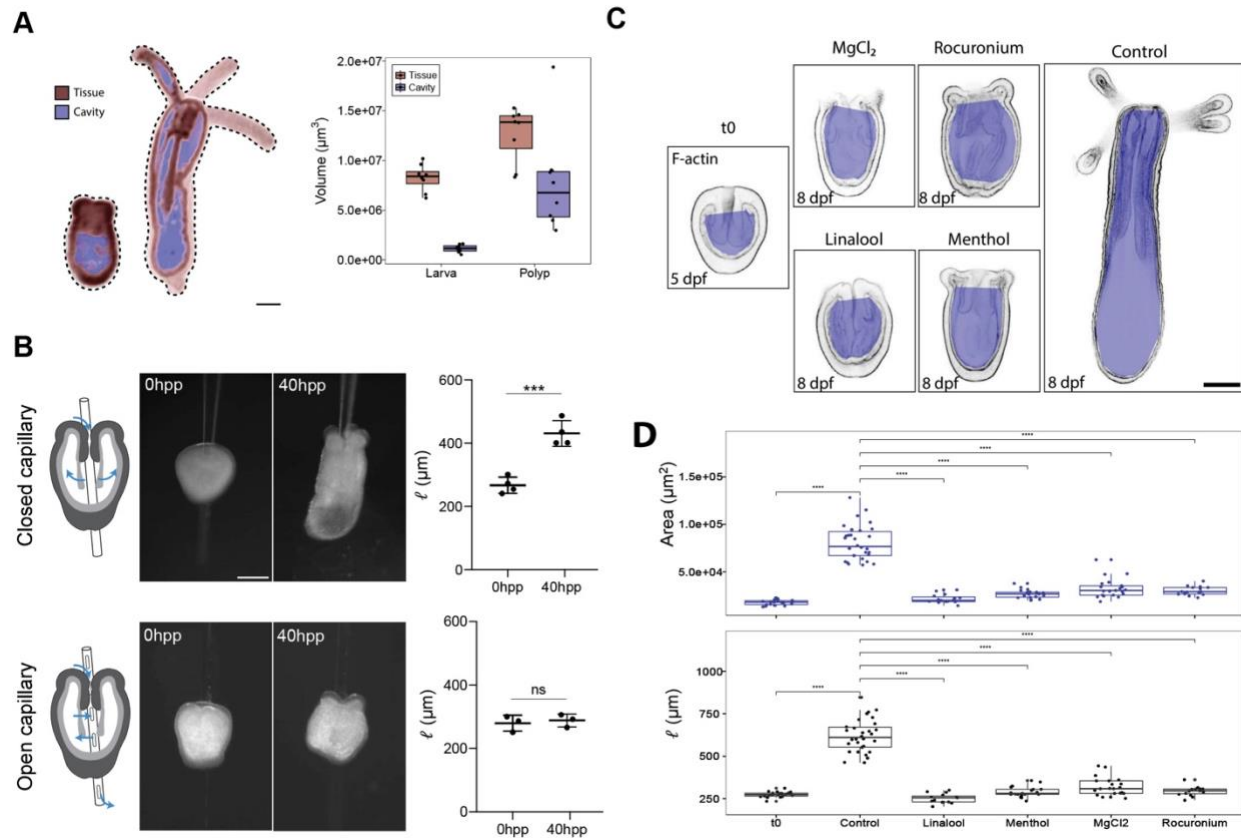 A
Tissue
Cavity
Volume (µm³)
2.0e+07
1.5e+07
1.0e+07
5.0e+06
0.0e+00
Tissue
Cavity
Larva
Polyp
B
Closed capillary
0hpp
40hpp
ℓ (µm)
600
400
200
0
***
0hpp
40hpp
Open capillary
0hpp
40hpp
ℓ (µm)
600
400
200
0
ns
0hpp
40hpp
C
t0
F-actin
5 dpf
MgCl₂
8 dpf
Rocuronium
8 dpf
Linalool
8 dpf
Menthol
8 dpf
Control
8 dpf
D
Area (µm²)
1.5e+05
1.0e+05
5.0e+04
****
****
****
****
****
ℓ (µm)
1000
750
500
250
****
****
****
****
****
t0
Control
Linalool
Menthol
MgCl2
Rocuronium